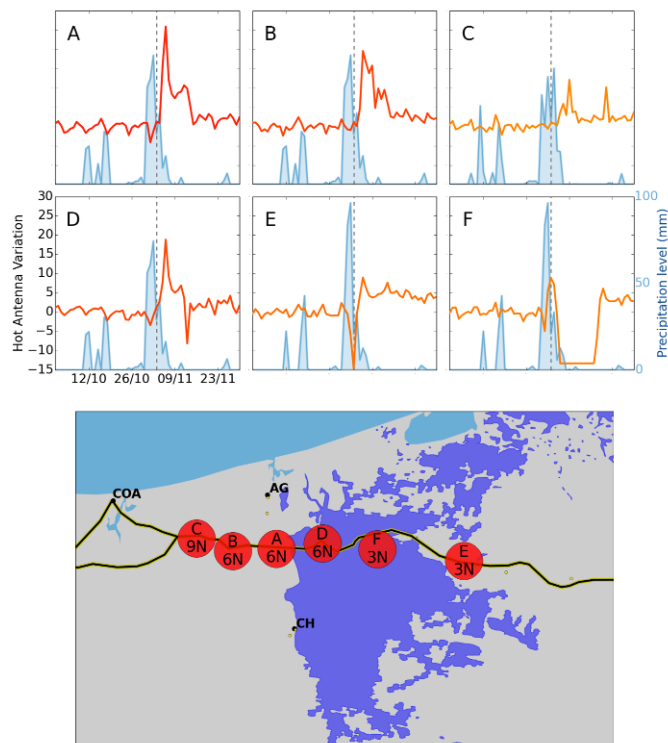 A
B
C
D
E
F
Hot Antenna Variation
30
25
20
15
10
5
0
−5
−10
−15
12/10
26/10
09/11
23/11
100
50
0
Precipitation level (mm)
COA
AG
C
9N
B
6N
A
6N
D
6N
F
3N
E
3N
CH